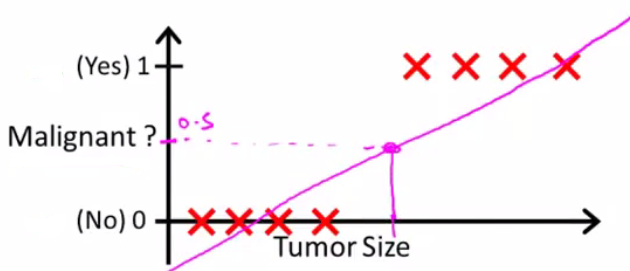 (Yes) 1
0.5
Malignant ?
(No) 0
Tumor Size